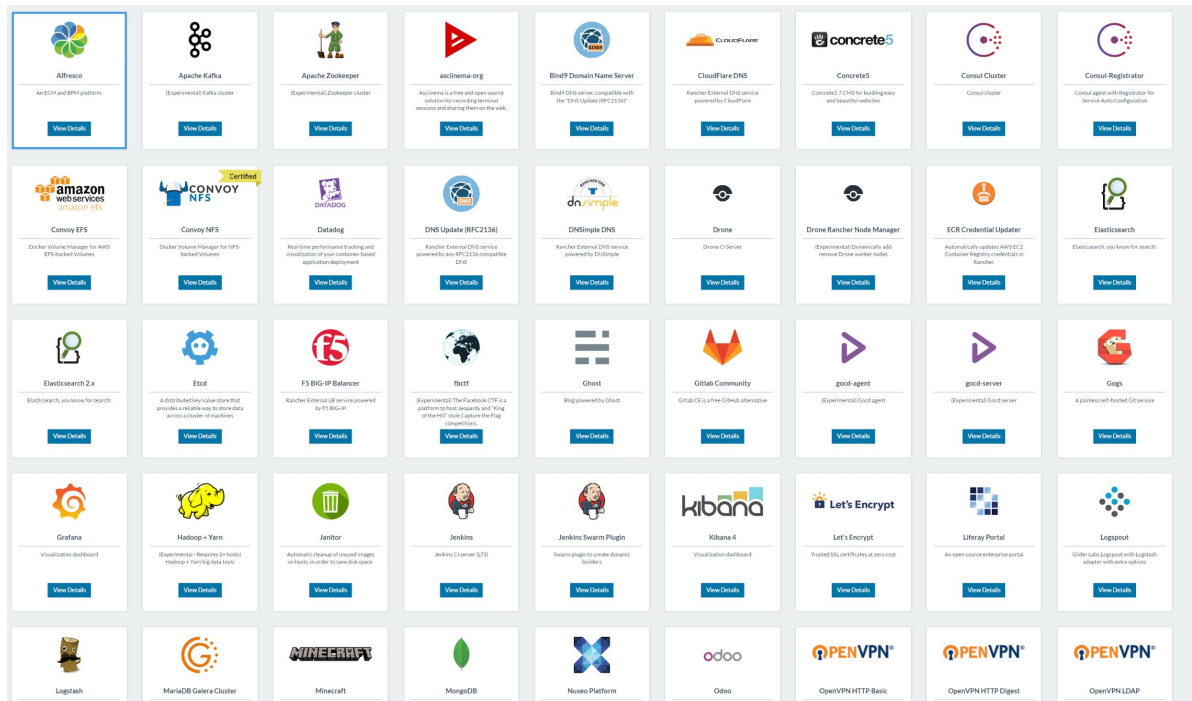 BIND9
CLOUDFLARE
concrete5
Alfresco
Apache Kafka
Apache Zookeeper
asciinema-org
Bind9 Domain Name Server
CloudFlare DNS
Concrete5
Consul Cluster
Consul-Registrator
An ECM and BPM platform.
(Experimental) Kafka cluster
(Experimental) Zookeeper cluster
Asciinema is a free and open source
solution for recording terminal
sessions and sharing them on the web.
Bind9 DNS server, compatible with
the "DNS Update (RFC2136)"
Rancher External DNS service
powered by CloudFlare
Concrete5.7 CMS for buidling easy
and beautiful websites
Consul cluster
Consul agent with Registrator for
Service Auto Configuration
View Details
View Details
View Details
View Details
View Details
View Details
View Details
View Details
View Details
amazon
web services
amazon efs
CONVOY
NFS
Certified
DATADOG
DNS
RANCHER DNS
dnsimple
Convoy EFS
Convoy NFS
Datadog
DNS Update (RFC2136)
DNSimple DNS
Drone
Drone Rancher Node Manager
ECR Credential Updater
Elasticsearch
Docker Volume Manager for AWS
EFS-backed Volumes
Docker Volume Manager for NFS-
backed Volumes
Real-time performance tracking and
visualization of your container-based
application deployment
Rancher External DNS service
powered by any RFC2136 compatible
DNS
Rancher External DNS service
powered by DNSimple
Drone CI Server
(Experimental) Dynamically add
remove Drone worker nodes
Automatically updates AWS EC2
Container Registry credentials in
Rancher.
Elasticsearch, you know for search!
View Details
View Details
View Details
View Details
View Details
View Details
View Details
View Details
View Details
f5
Elasticsearch 2.x
Etcd
F5 BIG-IP Balancer
fbctf
Ghost
Gitlab Community
gocd-agent
gocd-server
Gogs
Elasticsearch, you know for search!
A distributed key/value store that
provides a reliable way to store data
across a cluster of machines
Rancher External LB service powered
by F5 BIG-IP
(Experimental) The Facebook CTF is a
platform to host Jeopardy and "King
of the Hill" style Capture the Flag
competitions.
Blog powered by Ghost
Gitlab CE is a free GitHub alternative
(Experimental) Gocd agent
(Experimental) Gocd server
A painless self-hosted Git service
View Details
View Details
View Details
View Details
View Details
View Details
View Details
View Details
View Details
kibana
Let's Encrypt
Grafana
Hadoop + Yarn
Janitor
Jenkins
Jenkins Swarm Plugin
Kibana 4
Let's Encrypt
Liferay Portal
Logspout
Visualization dashboard
(Experimental - Requires 2+ hosts)
Hadoop + Yarn big data tools
Automatic cleanup of unused images
on hosts, in order to save disk space.
Jenkins CI server (LTS)
Swarm plugin to create dynamic
builders
Visualization dashboard
Trusted SSL certificates at zero cost.
An open source enterprise portal
Glider Labs Logspout with Logstash
adapter with extra options
View Details
View Details
View Details
View Details
View Details
View Details
View Details
View Details
View Details
MINECRAFT
odoo
OPENVPN®
OPENVPN®
OPENVPN®
Logstash
MariaDB Galera Cluster
Minecraft
MongoDB
Nuxeo Platform
Odoo
OpenVPN HTTP Basic
OpenVPN HTTP Digest
OpenVPN LDAP